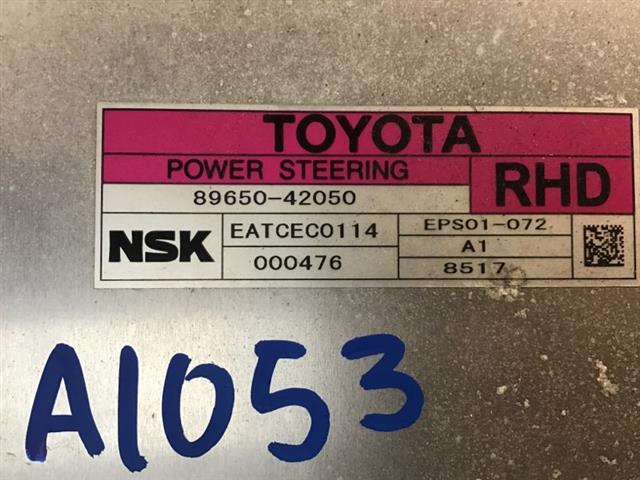 TOYOTA
POWER STEERING
RHD
89650-42050
NSK
EATCEC0114
EPS01-072
A1
000476
8517
A1053